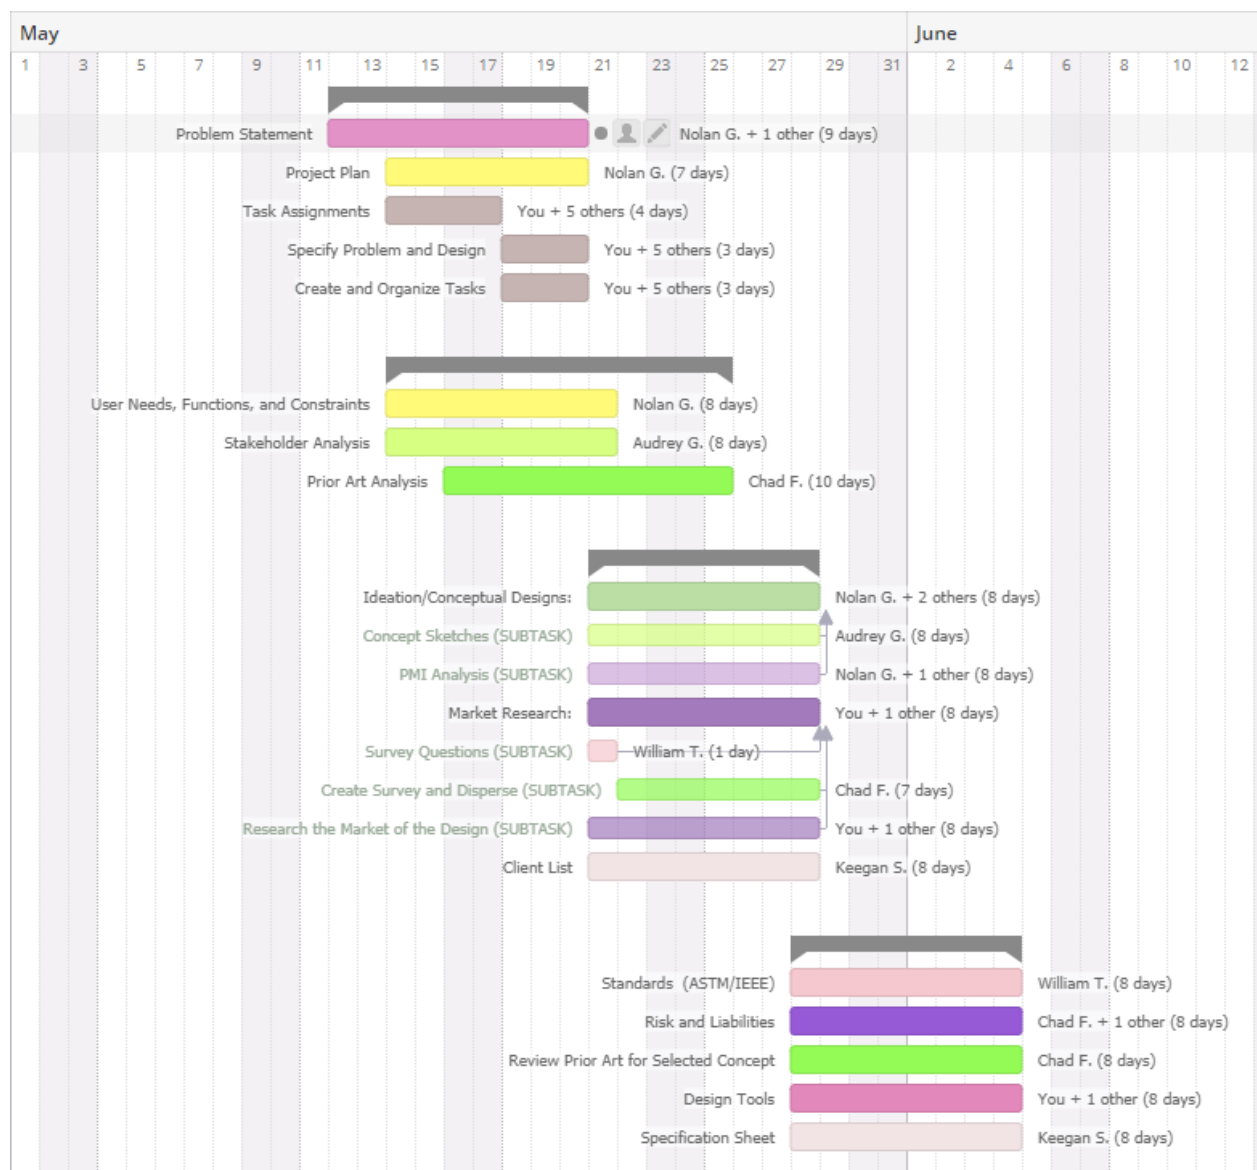 May June
1 3 5 7 9 11 13 15 17 19 21 23 25 27 29 31 2 4 6 8 10 12
Problem Statement Nolan G. + 1 other (9 days)
Project Plan Nolan G. (7 days)
Task Assignments You + 5 others (4 days)
Specify Problem and Design You + 5 others (3 days)
Create and Organize Tasks You + 5 others (3 days)
User Needs, Functions, and Constraints Nolan G. (8 days)
Stakeholder Analysis Audrey G. (8 days)
Prior Art Analysis Chad F. (10 days)
Ideation/Conceptual Designs: Nolan G. + 2 others (8 days)
Concept Sketches (SUBTASK) Audrey G. (8 days)
PMI Analysis (SUBTASK) Nolan G. + 1 other (8 days)
Market Research: You + 1 other (8 days)
Survey Questions (SUBTASK) William T. (1 day)
Create Survey and Disperse (SUBTASK) Chad F. (7 days)
Research the Market of the Design (SUBTASK) You + 1 other (8 days)
Client List Keegan S. (8 days)
Standards (ASTM/IEEE) William T. (8 days)
Risk and Liabilities Chad F. + 1 other (8 days)
Review Prior Art for Selected Concept Chad F. (8 days)
Design Tools You + 1 other (8 days)
Specification Sheet Keegan S. (8 days)